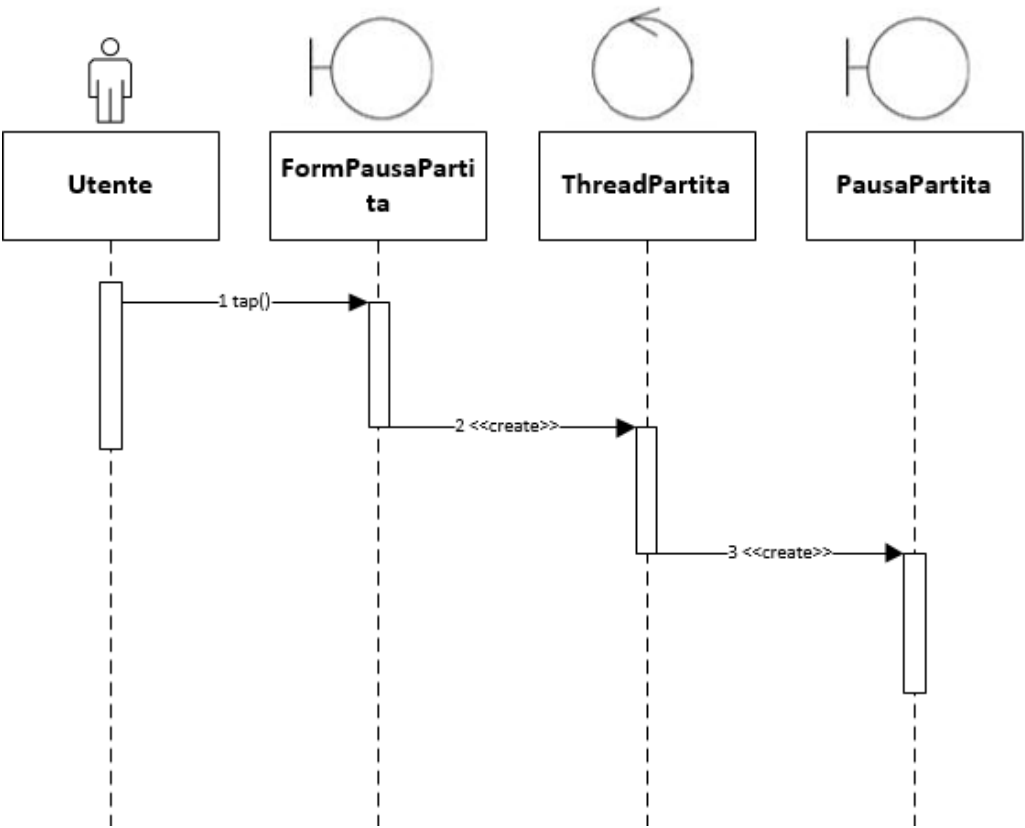 Utente
FormPausaParti
ta
ThreadPartita
PausaPartita
1 tap()
2 <<create>>
3 <<create>>